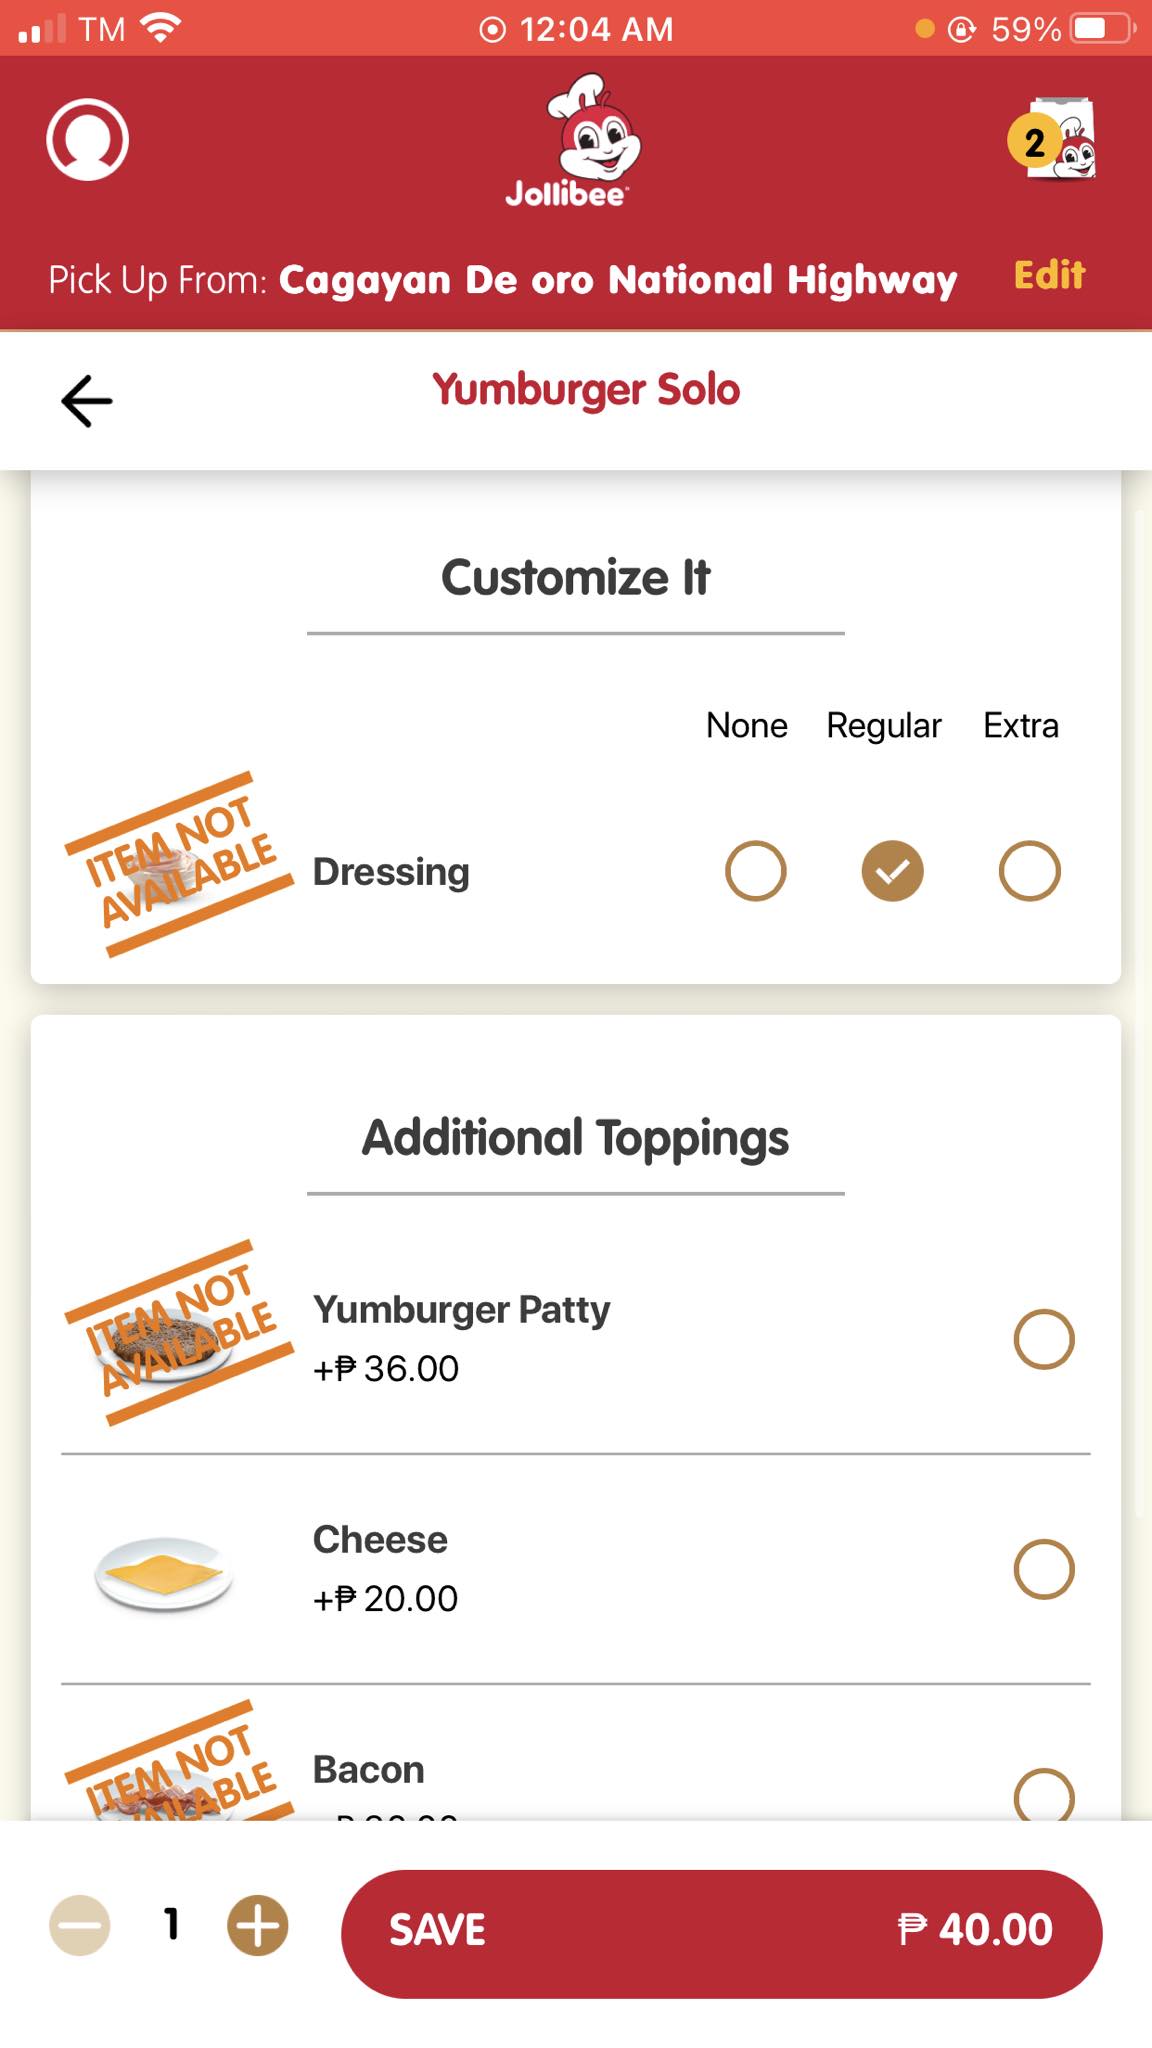 TM 12:04 AM 59%
Jollibee
2
Pick Up From: Cagayan De oro National Highway Edit
Yumburger Solo
Customize It
None Regular Extra
ITEM NOT
AVAILABLE
Dressing
Additional Toppings
ITEM NOT
AVAILABLE
Yumburger Patty
+₱ 36.00
Cheese
+₱ 20.00
ITEM NOT
Bacon
1
SAVE ₱ 40.00